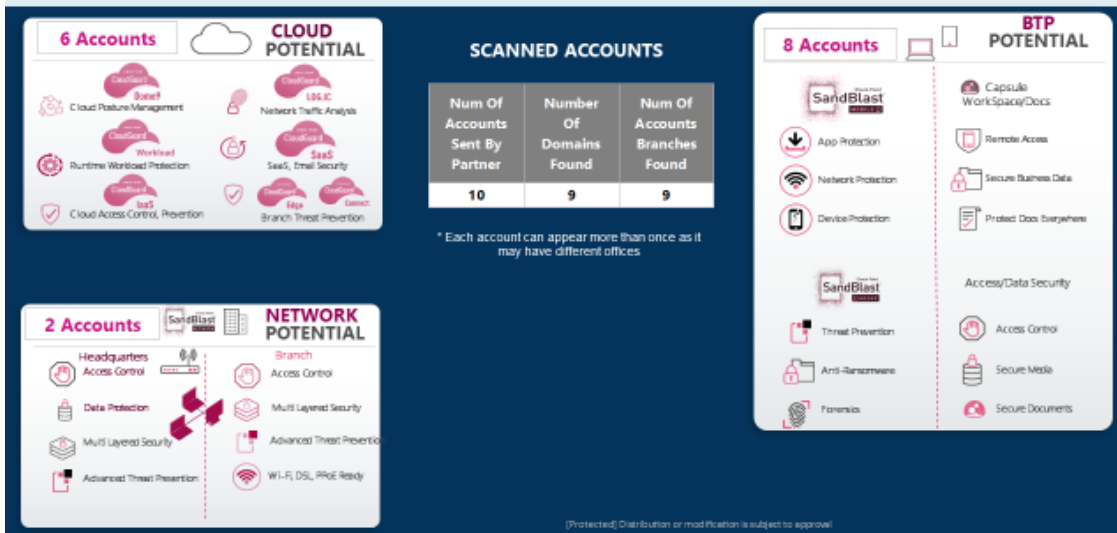 6 Accounts
CLOUD
POTENTIAL
CloudGuard
Dome9
Cloud Posture Management
CloudGuard
LOG.IC
Network Traffic Analysis
CloudGuard
Workload
Runtime Workload Protection
CloudGuard
SaaS
SaaS, Email Security
CloudGuard
IaaS
Cloud Access Control, Prevention
CloudGuard
Edge
CloudGuard
Connect
Branch Threat Prevention
SCANNED ACCOUNTS
Num Of Accounts Sent By Partner
Number Of Domains Found
Num Of Accounts Branches Found
10 9 9
* Each account can appear more than once as it
may have different offices
2 Accounts
SandBlast
NETWORK
POTENTIAL
Headquarters
Access Control
Data Protection
Multi Layered Security
Advanced Threat Prevention
Branch
Access Control
Multi Layered Security
Advanced Threat Prevention
Wi-Fi, DSL, PPoE Ready
8 Accounts
BTP
POTENTIAL
SandBlast
App Protection
Network Protection
Device Protection
Capsule
WorkSpace/Docs
Remote Access
Secure Business Data
Protect Docs Everywhere
SandBlast
Threat Prevention
Anti-Ransomware
Forensics
Access/Data Security
Access Control
Secure Media
Secure Documents
[Protected] Distribution or modification is subject to approval